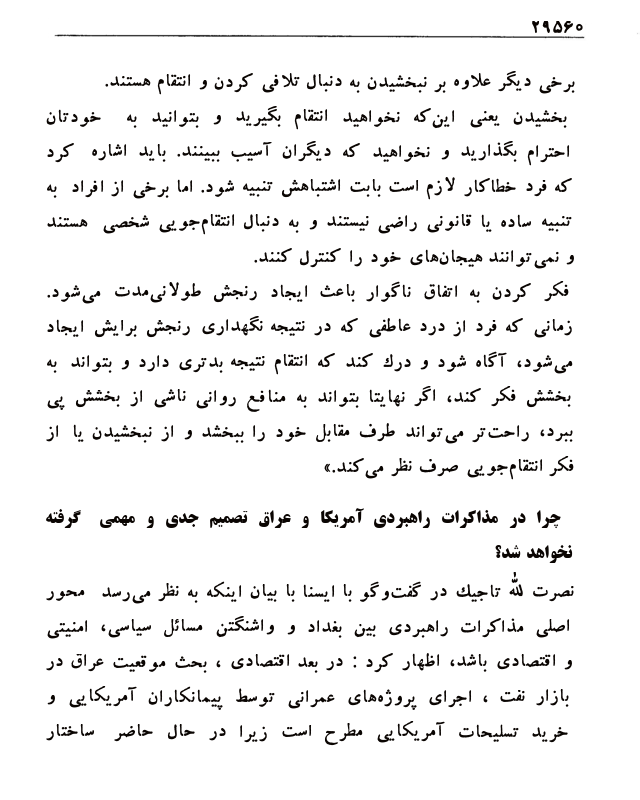 ۲۹۵۶۰
برخی دیگر علاوه بر نبخشیدن به دنبال تلافی کردن و انتقام هستند.
بخشیدن یعنی این‌که نخواهید انتقام بگیرید و بتوانید به خودتان
احترام بگذارید و نخواهید که دیگران آسیب ببینند. باید اشاره کرد
که فرد خطاکار لازم است بابت اشتباهش تنبیه شود. اما برخی از افراد به
تنبیه ساده یا قانونی راضی نیستند و به دنبال انتقام‌جویی شخصی هستند
و نمی‌توانند هیجان‌های خود را کنترل کنند.
فکر کردن به اتفاق ناگوار باعث ایجاد رنجش طولانی‌مدت می‌شود.
زمانی که فرد از درد عاطفی که در نتیجه نگهداری رنجش برایش ایجاد
می‌شود، آگاه شود و درك کند که انتقام نتیجه بدتری دارد و بتواند به
بخشش فکر کند، اگر نهایتا بتواند به منافع روانی ناشی از بخشش پی
ببرد، راحت‌تر می‌تواند طرف مقابل خود را ببخشد و از نبخشیدن یا از
فکر انتقام‌جویی صرف نظر می‌کند.»
چرا در مذاکرات راهبردی آمریکا و عراق تصمیم جدی و مهمی گرفته
نخواهد شد؟
نصرت لله تاجیك در گفت‌وگو با ایسنا با بیان اینکه به نظر می‌رسد محور
اصلی مذاکرات راهبردی بین بغداد و واشنگتن مسائل سیاسی، امنیتی
و اقتصادی باشد، اظهار کرد : در بعد اقتصادی ، بحث موقعیت عراق در
بازار نفت ، اجرای پروژه‌های عمرانی توسط پیمانکاران آمریکایی و
خرید تسلیحات آمریکایی مطرح است زیرا در حال حاضر ساختار